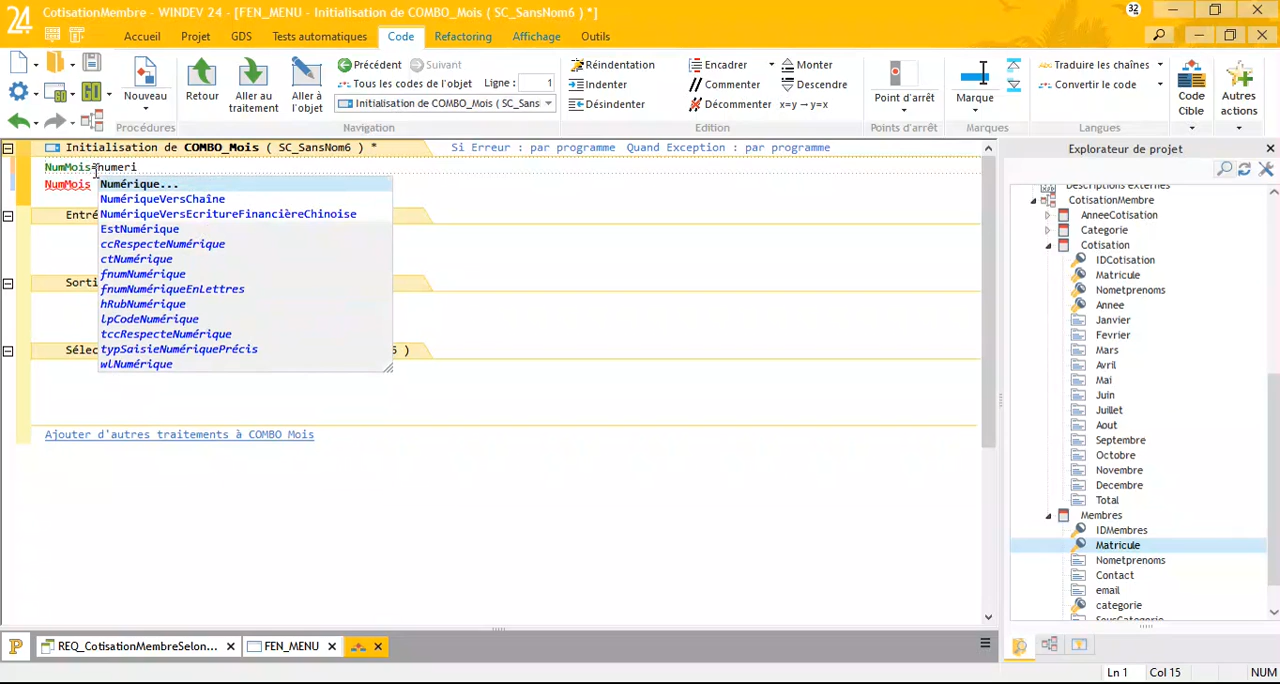 24 CotisationMembre - WINDEV 24 - [FEN_MENU - Initialisation de COMBO_Mois ( SC_SansNom6 ) *] 32
Accueil Projet GDS Tests automatiques Code Refactoring Affichage Outils
Précédent Suivant Réindentation Encadrer Monter Traduire les chaînes
Tous les codes de l'objet Ligne : 1 Indenter Commenter Descendre Convertir le code
Nouveau Retour Aller au traitement Aller à l'objet Point d'arrêt Marque Code Cible Autres actions
Initialisation de COMBO_Mois ( SC_San Désindenter Décommenter x=y → y=x
Procédures Navigation Edition Points d'arrêt Marques Langues
Initialisation de COMBO_Mois ( SC_SansNom6 ) * Si Erreur : par programme Quand Exception : par programme
NumMois=numeri
NumMois
Entré
Sorti
Sélec 6 )
Numérique...
NumériqueVersChaîne
NumériqueVersEcritureFinancièreChinoise
EstNumérique
ccRespecteNumérique
ctNumérique
fnumNumérique
fnumNumériqueEnLettres
hRubNumérique
lpCodeNumérique
tccRespecteNumérique
typSaisieNumériquePrécis
wlNumérique
Ajouter d'autres traitements à COMBO Mois
Explorateur de projet
Descriptions externes
CotisationMembre
AnneeCotisation
Categorie
Cotisation
IDCotisation
Matricule
Nometprenoms
Annee
Janvier
Fevrier
Mars
Avril
Mai
Juin
Juillet
Aout
Septembre
Octobre
Novembre
Decembre
Total
Membres
IDMembres
Matricule
Nometprenoms
Contact
email
categorie
SousCategorie
REQ_CotisationMembreSelon... FEN_MENU
Ln 1 Col 15 NUM